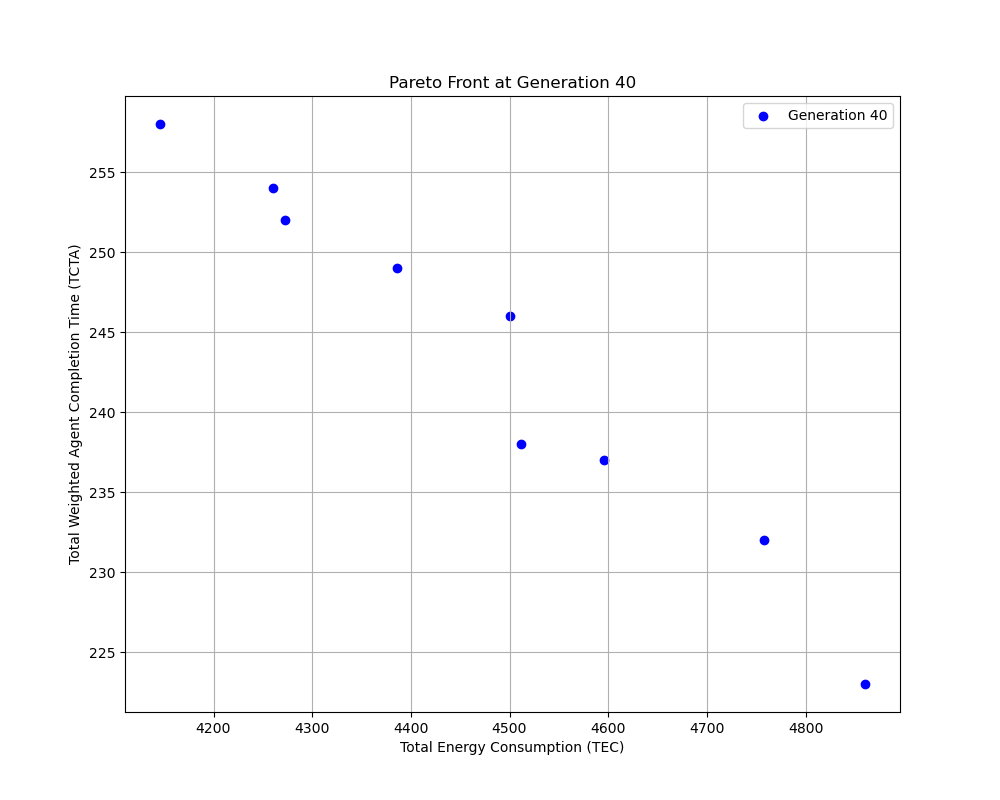 Pareto Front at Generation 40
Generation 40
255
250
245
240
235
230
225
Total Weighted Agent Completion Time (TCTA)
4200 4300 4400 4500 4600 4700 4800
Total Energy Consumption (TEC)